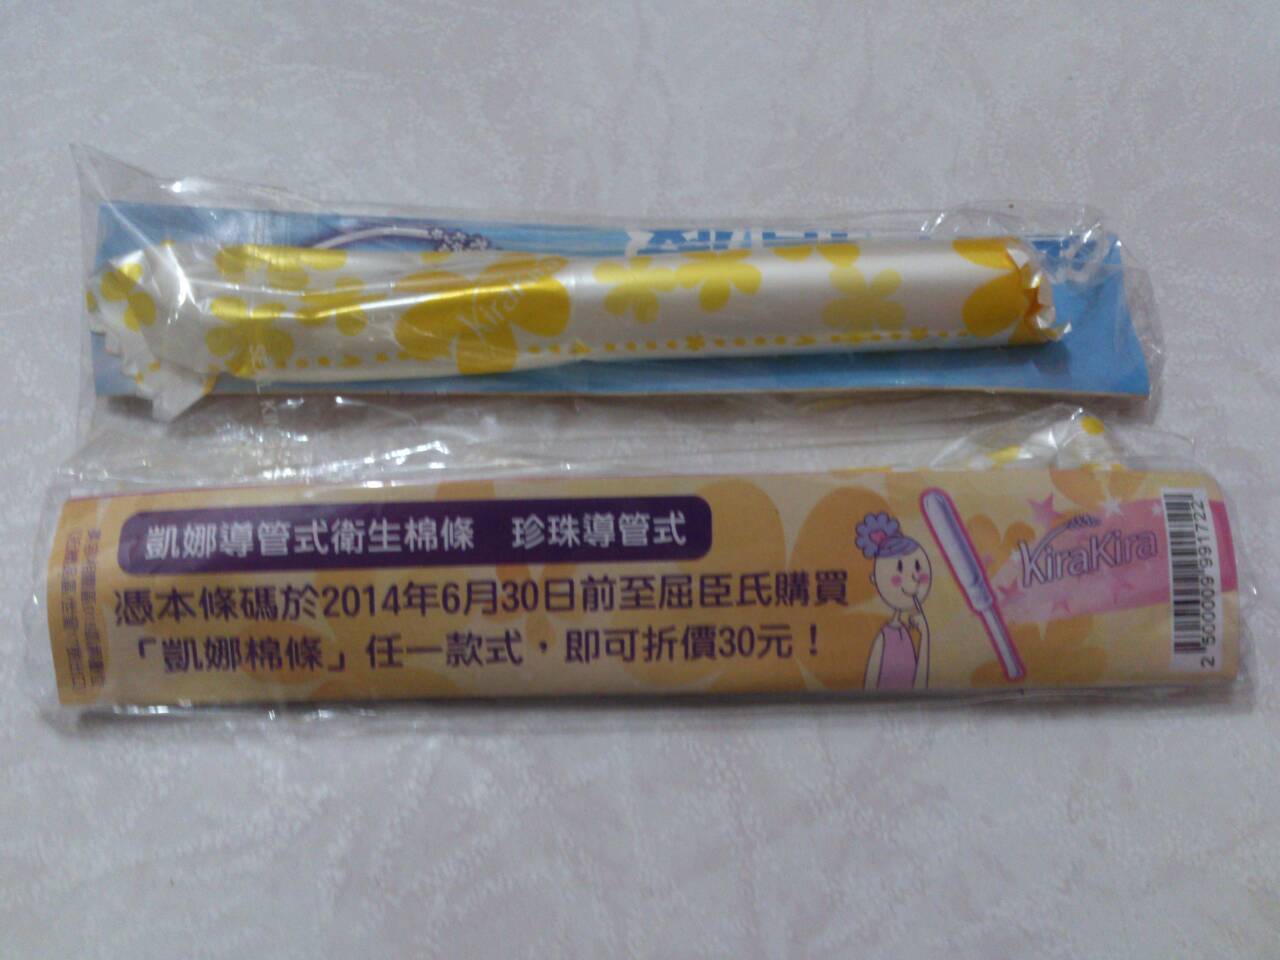 KiraKira
凱娜導管式衛生棉條 珍珠導管式
憑本條碼於2014年6月30日前至屈臣氏購買
「凱娜棉條」任一款式,即可折價30元!
KiraKira
2500009991722